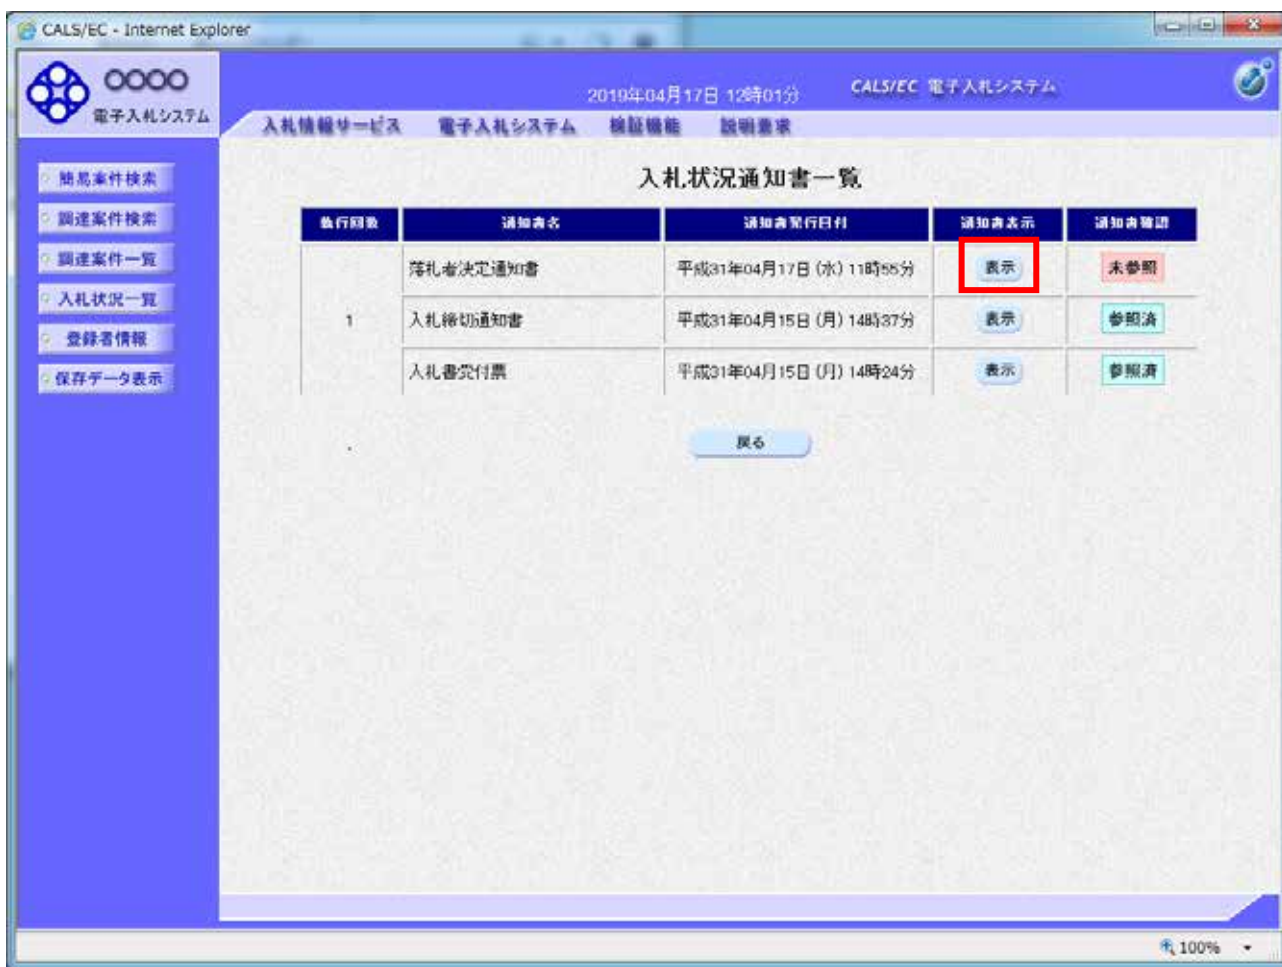 CALS/EC - Internet Explorer
〇〇〇〇
電子入札システム
2019年04月17日 12時01分
CALS/EC 電子入札システム
入札情報サービス 電子入札システム 検証機能 説明要求
簡易案件検索
調達案件検索
調達案件一覧
入札状況一覧
登録者情報
保存データ表示
入札状況通知書一覧
執行回数 通知書名 通知書発行日付 通知書表示 通知書確認
落札者決定通知書 平成31年04月17日(水) 11時55分 表示 未参照
1 入札締切通知書 平成31年04月15日(月) 14時37分 表示 参照済
入札書受付票 平成31年04月15日(月) 14時24分 表示 参照済
.
戻る
100%